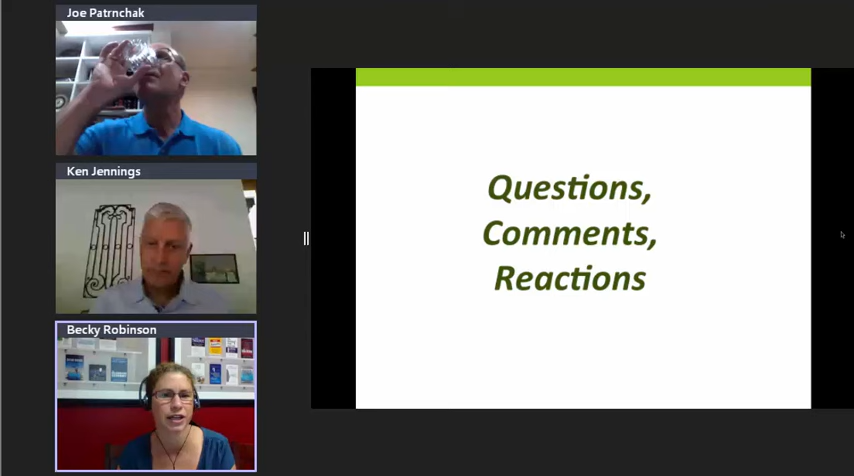 Joe Patrnchak
Ken Jennings
Becky Robinson
Questions,
Comments,
Reactions